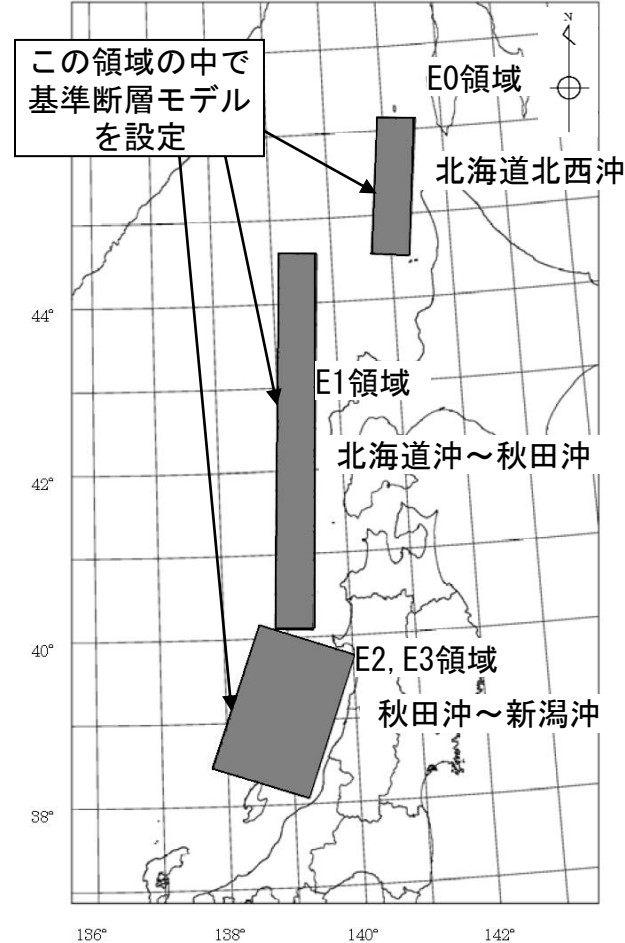 N
この領域の中で
基準断層モデル
を設定
E0領域
北海道北西沖
44°
E1領域
北海道沖～秋田沖
42°
40°
E2,E3領域
秋田沖～新潟沖
38°
136°
138°
140°
142°